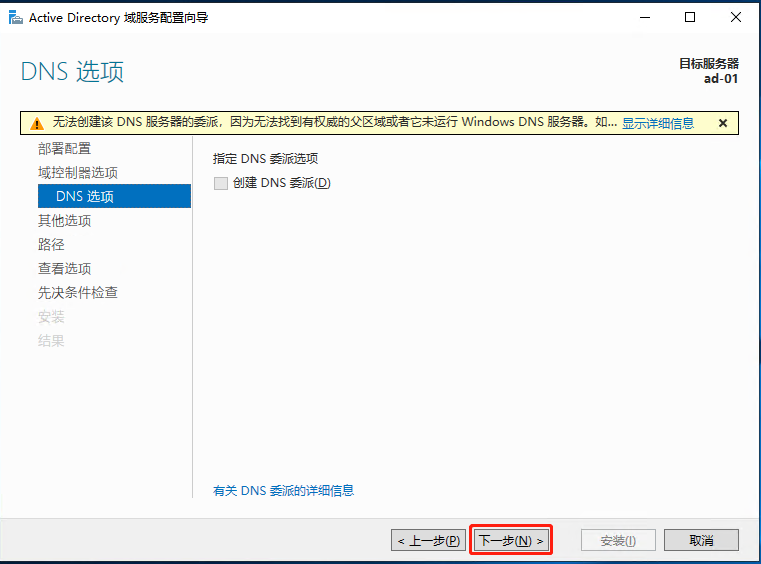 Active Directory 域服务配置向导
DNS 选项
目标服务器
ad-01
无法创建该 DNS 服务器的委派，因为无法找到有权威的父区域或者它未运行 Windows DNS 服务器。如... 显示详细信息
部署配置
域控制器选项
DNS 选项
其他选项
路径
查看选项
先决条件检查
安装
结果
指定 DNS 委派选项
创建 DNS 委派(D)
有关 DNS 委派的详细信息
< 上一步(P) 下一步(N) > 安装(I) 取消